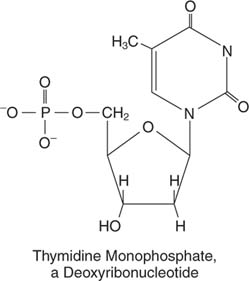 O
H₃C
N
O
⁻O
P
O
CH₂
N
O
O⁻
O
H
H
HO
H
Thymidine Monophosphate,
a Deoxyribonucleotide